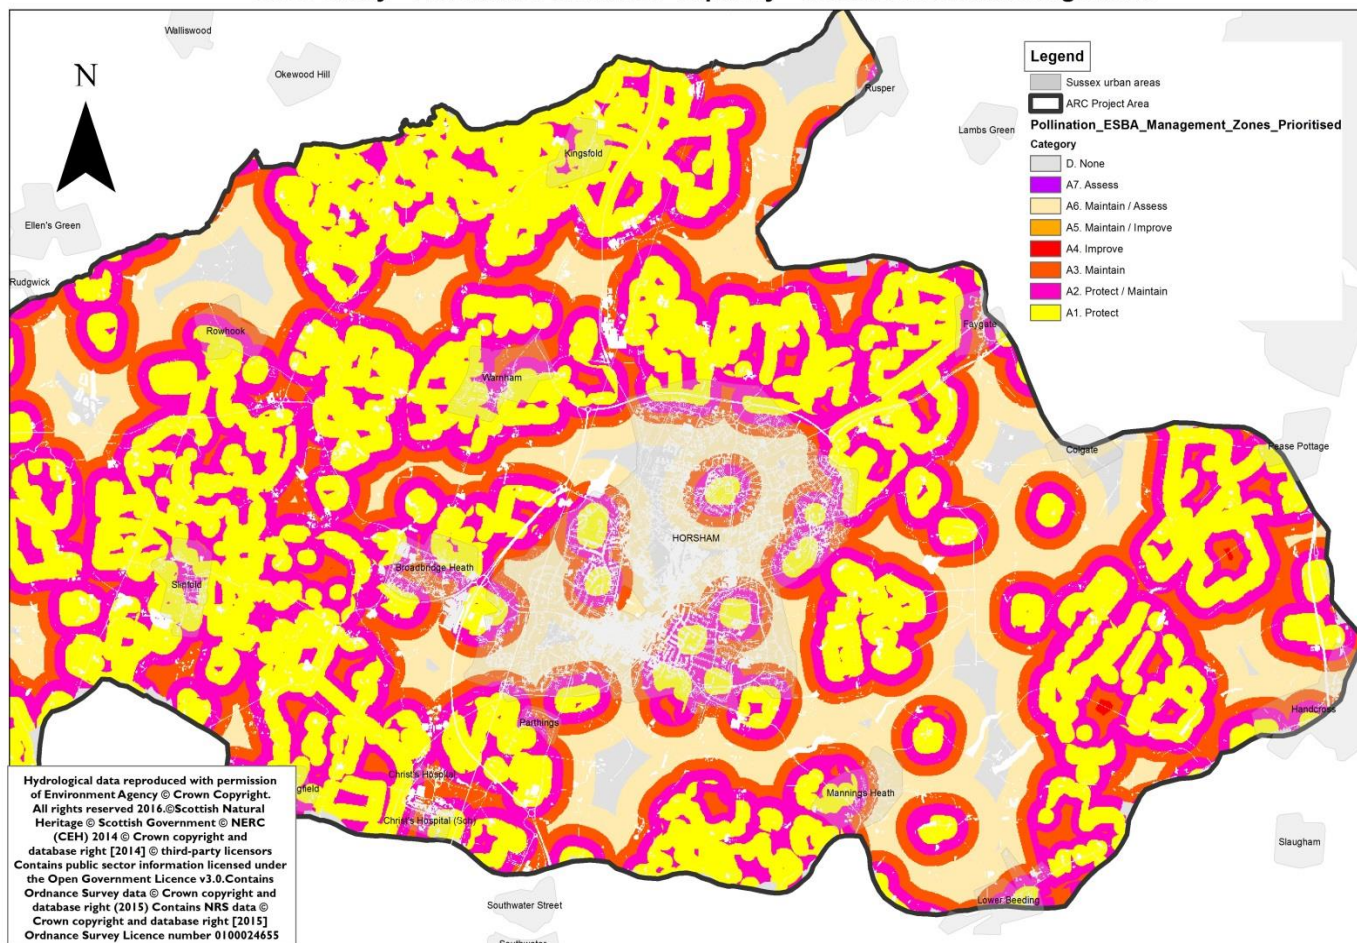 Walliswood
Okewood Hill
N
Rusper
Lambs Green
Kingsfold
Ellen's Green
Rudgwick
Rowhook
Faygate
Warnham
Colgate
Pease Pottage
HORSHAM
Broadbridge Heath
Slinfold
Parthings
Handcross
Christ's Hospital
Mannings Heath
Christ's Hospital (Sch)
Slaugham
Lower Beeding
Southwater Street
Southwater
Legend
Sussex urban areas
ARC Project Area
Pollination_ESBA_Management_Zones_Prioritised
Category
D. None
A7. Assess
A6. Maintain / Assess
A5. Maintain / Improve
A4. Improve
A3. Maintain
A2. Protect / Maintain
A1. Protect
Hydrological data reproduced with permission
of Environment Agency © Crown Copyright.
All rights reserved 2016.©Scottish Natural
Heritage © Scottish Government © NERC
(CEH) 2014 © Crown copyright and
database right [2014] © third-party licensors
Contains public sector information licensed under
the Open Government Licence v3.0.Contains
Ordnance Survey data © Crown copyright and
database right (2015) Contains NRS data ©
Crown copyright and database right [2015]
Ordnance Survey Licence number 0100024655